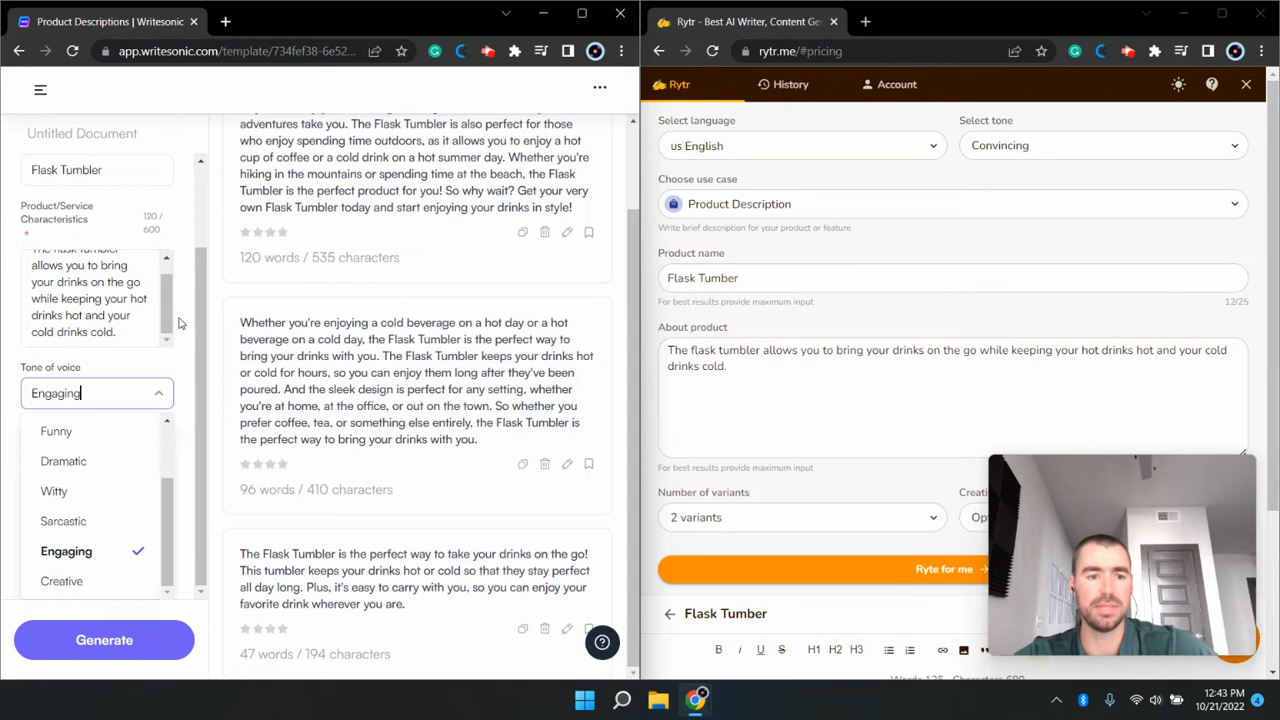 Product Descriptions | Writesonic
app.writesonic.com/template/734fef38-6e52...
Untitled Document
Flask Tumbler
Product/Service
Characteristics
*
120 /
600
The flask tumbler
allows you to bring
your drinks on the go
while keeping your hot
drinks hot and your
cold drinks cold.
Tone of voice
Engaging
Funny
Dramatic
Witty
Sarcastic
Engaging
Creative
Generate
adventures take you. The Flask Tumbler is also perfect for those
who enjoy spending time outdoors, as it allows you to enjoy a hot
cup of coffee or a cold drink on a hot summer day. Whether you're
hiking in the mountains or spending time at the beach, the Flask
Tumbler is the perfect product for you! So why wait? Get your very
own Flask Tumbler today and start enjoying your drinks in style!
120 words / 535 characters
Whether you're enjoying a cold beverage on a hot day or a hot
beverage on a cold day, the Flask Tumbler is the perfect way to
bring your drinks with you. The Flask Tumbler keeps your drinks hot
or cold for hours, so you can enjoy them long after they've been
poured. And the sleek design is perfect for any setting, whether
you're at home, at the office, or out on the town. So whether you
prefer coffee, tea, or something else entirely, the Flask Tumbler is
the perfect way to bring your drinks with you.
96 words / 410 characters
The Flask Tumbler is the perfect way to take your drinks on the go!
This tumbler keeps your drinks hot or cold so that they stay perfect
all day long. Plus, it's easy to carry with you, so you can enjoy your
favorite drink wherever you are.
47 words / 194 characters
Rytr - Best AI Writer, Content Ge
rytr.me/#pricing
Rytr
History
Account
Select language
Select tone
us English
Convincing
Choose use case
Product Description
Write brief description for your product or feature
Product name
Flask Tumber
For best results provide maximum input
12/25
About product
The flask tumbler allows you to bring your drinks on the go while keeping your hot drinks hot and your cold
drinks cold.
For best results provide maximum input
Number of variants
Creati
2 variants
Op
Ryte for me
Flask Tumber
B i U S H1 H2 H3
12:43 PM
10/21/2022
4